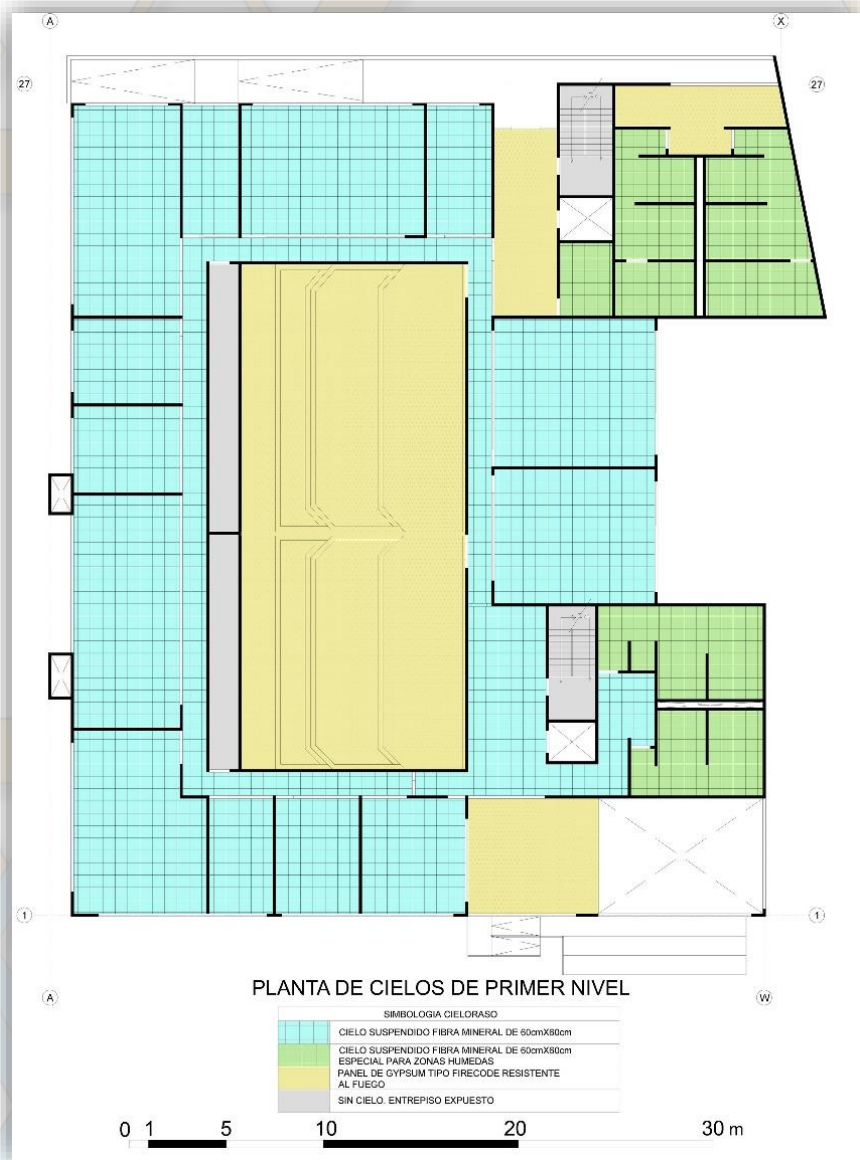 A
X
27
27
1
1
PLANTA DE CIELOS DE PRIMER NIVEL
A
W
SIMBOLOGIA CIELORASO
CIELO SUSPENDIDO FIBRA MINERAL DE 60cmX60cm
CIELO SUSPENDIDO FIBRA MINERAL DE 60cmX60cm
ESPECIAL PARA ZONAS HUMEDAS
PANEL DE GYPSUM TIPO FIRECODE RESISTENTE
AL FUEGO
SIN CIELO. ENTREPISO EXPUESTO
0 1 5 10 20 30 m